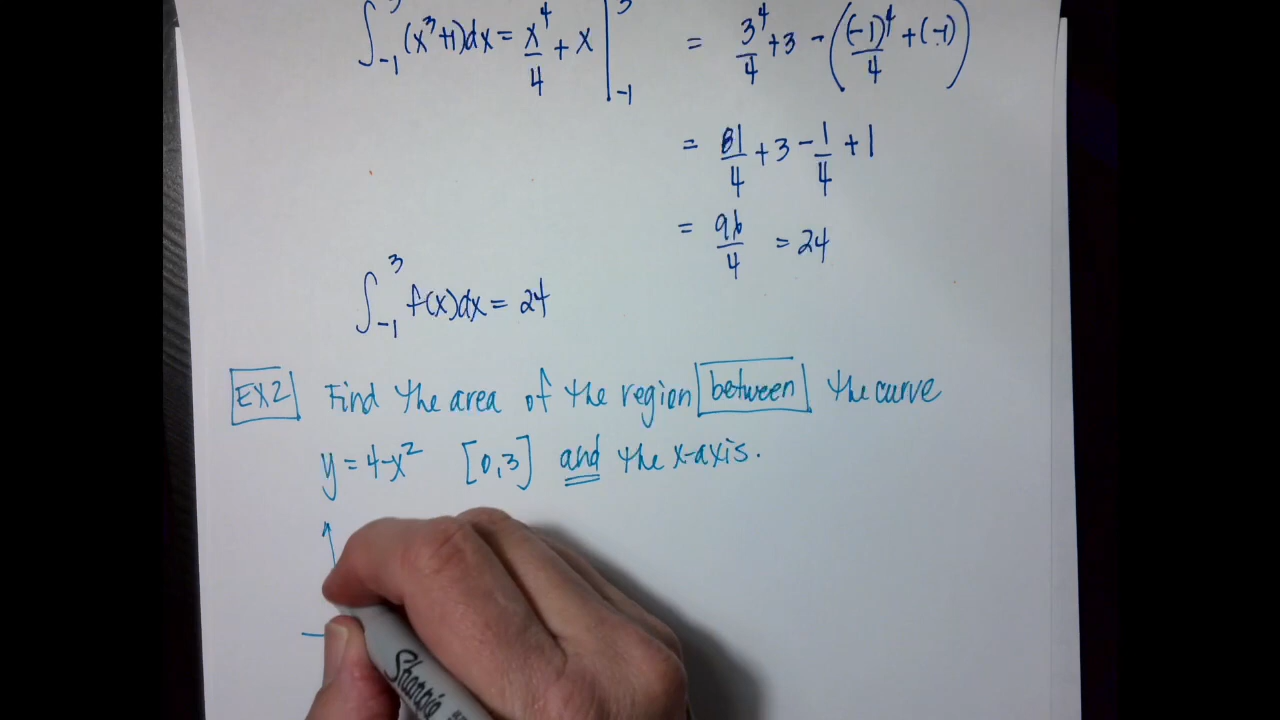 ∫₋₁³ (x³+1)dx = x⁴/4 + x |₋₁³ = 3⁴/4 + 3 - ((-1)⁴/4 + (-1))
= 81/4 + 3 - 1/4 + 1
= 96/4 = 24
∫₋₁³ f(x)dx = 24
EX2 Find the area of the region between the curve
y = 4-x² [0,3] and the x-axis.
Sharpie